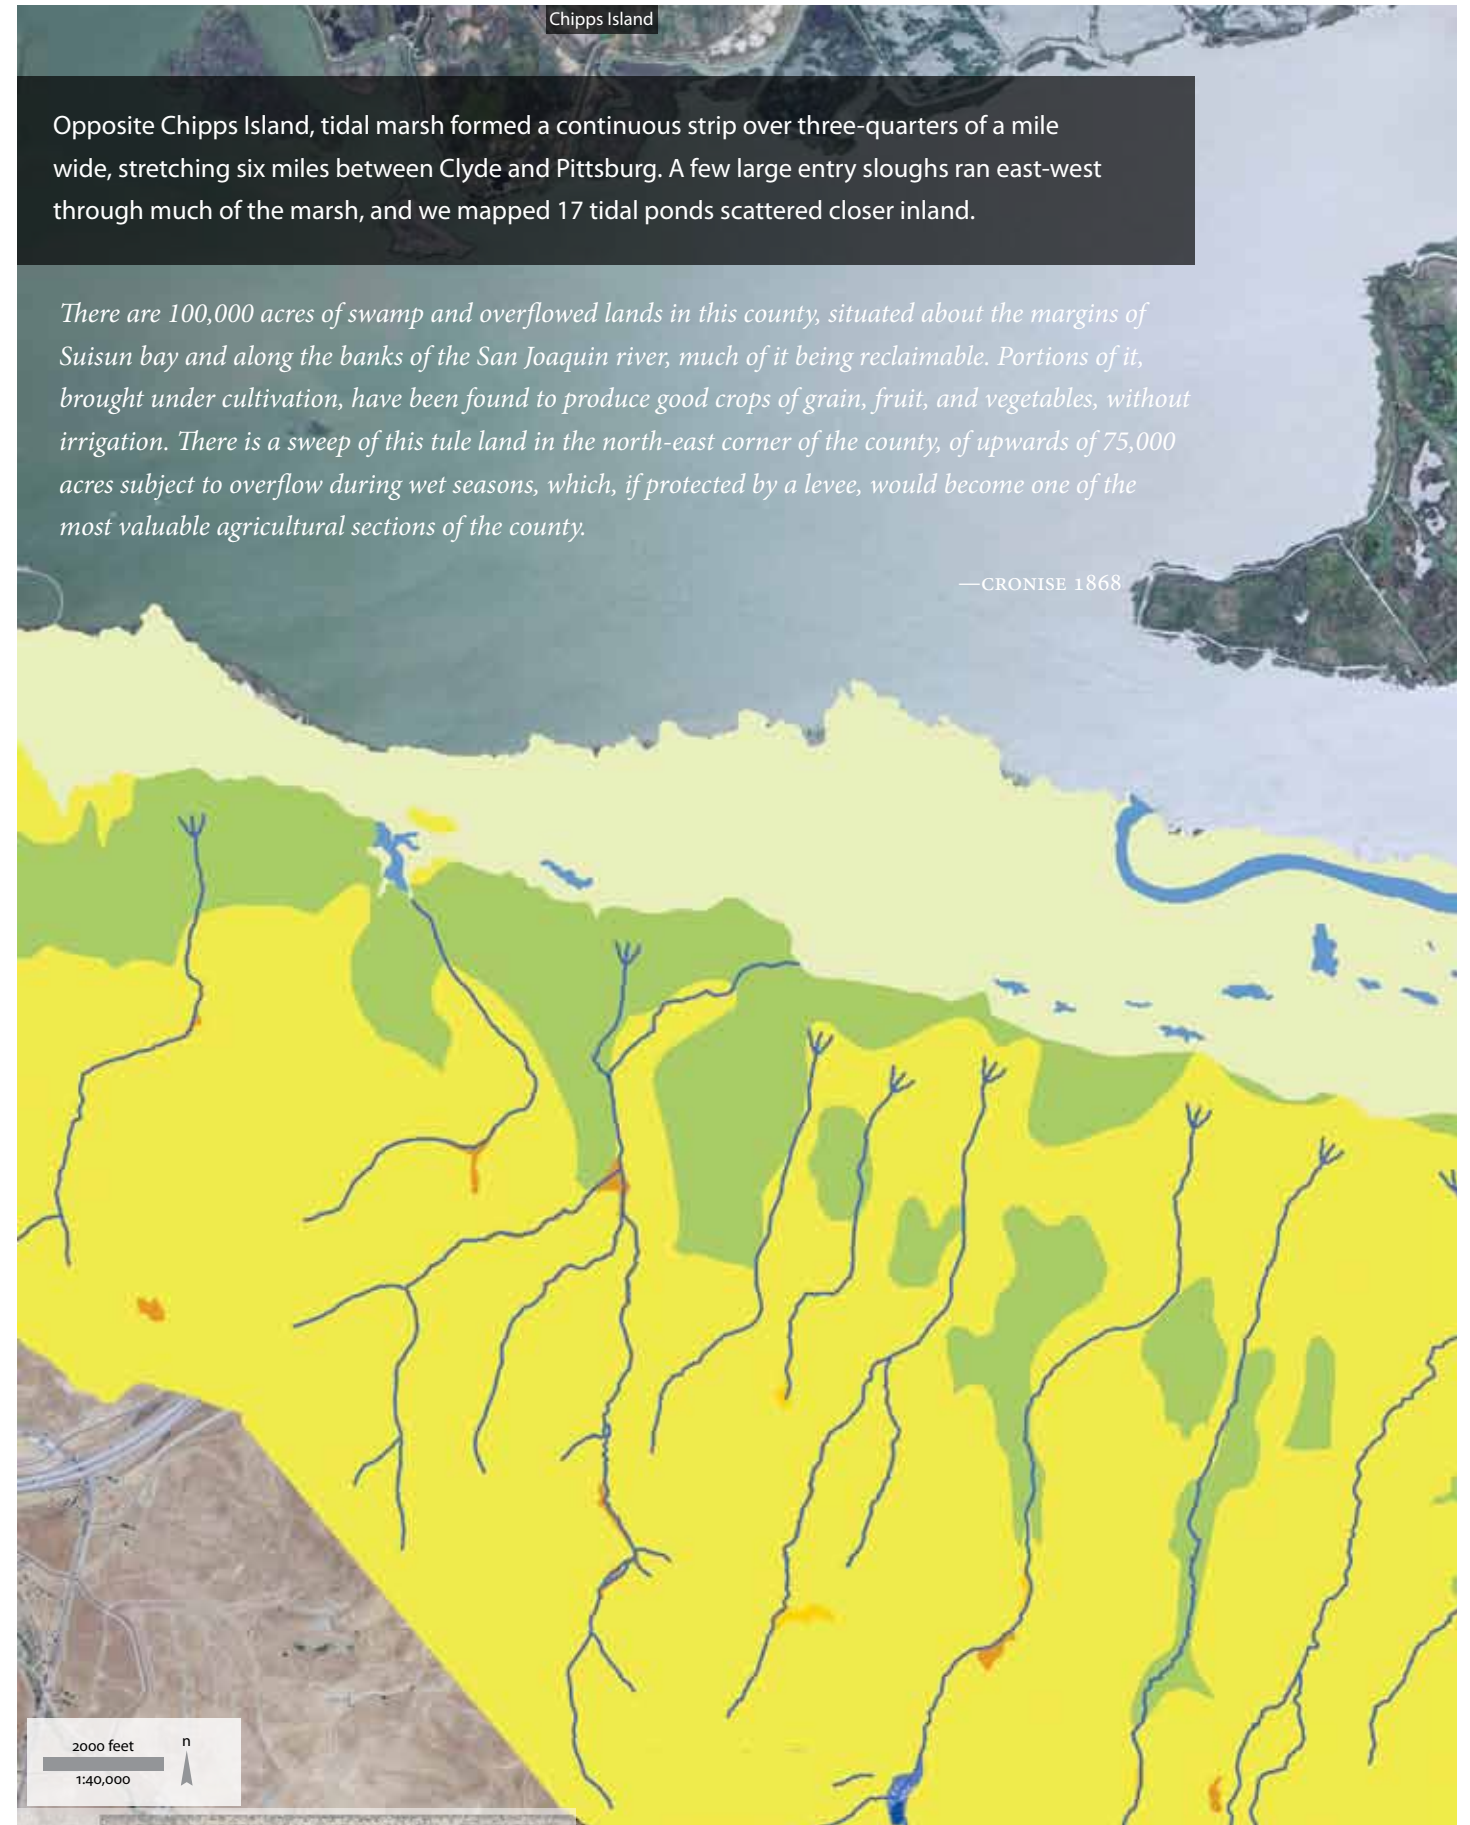 Chipps Island
Opposite Chipps Island, tidal marsh formed a continuous strip over three-quarters of a mile
wide, stretching six miles between Clyde and Pittsburg. A few large entry sloughs ran east-west
through much of the marsh, and we mapped 17 tidal ponds scattered closer inland.
There are 100,000 acres of swamp and overflowed lands in this county, situated about the margins of
Suisun bay and along the banks of the San Joaquin river, much of it being reclaimable. Portions of it,
brought under cultivation, have been found to produce good crops of grain, fruit, and vegetables, without
irrigation. There is a sweep of this tule land in the north-east corner of the county, of upwards of 75,000
acres subject to overflow during wet seasons, which, if protected by a levee, would become one of the
most valuable agricultural sections of the county.
—CRONISE 1868
2000 feet
n
1:40,000